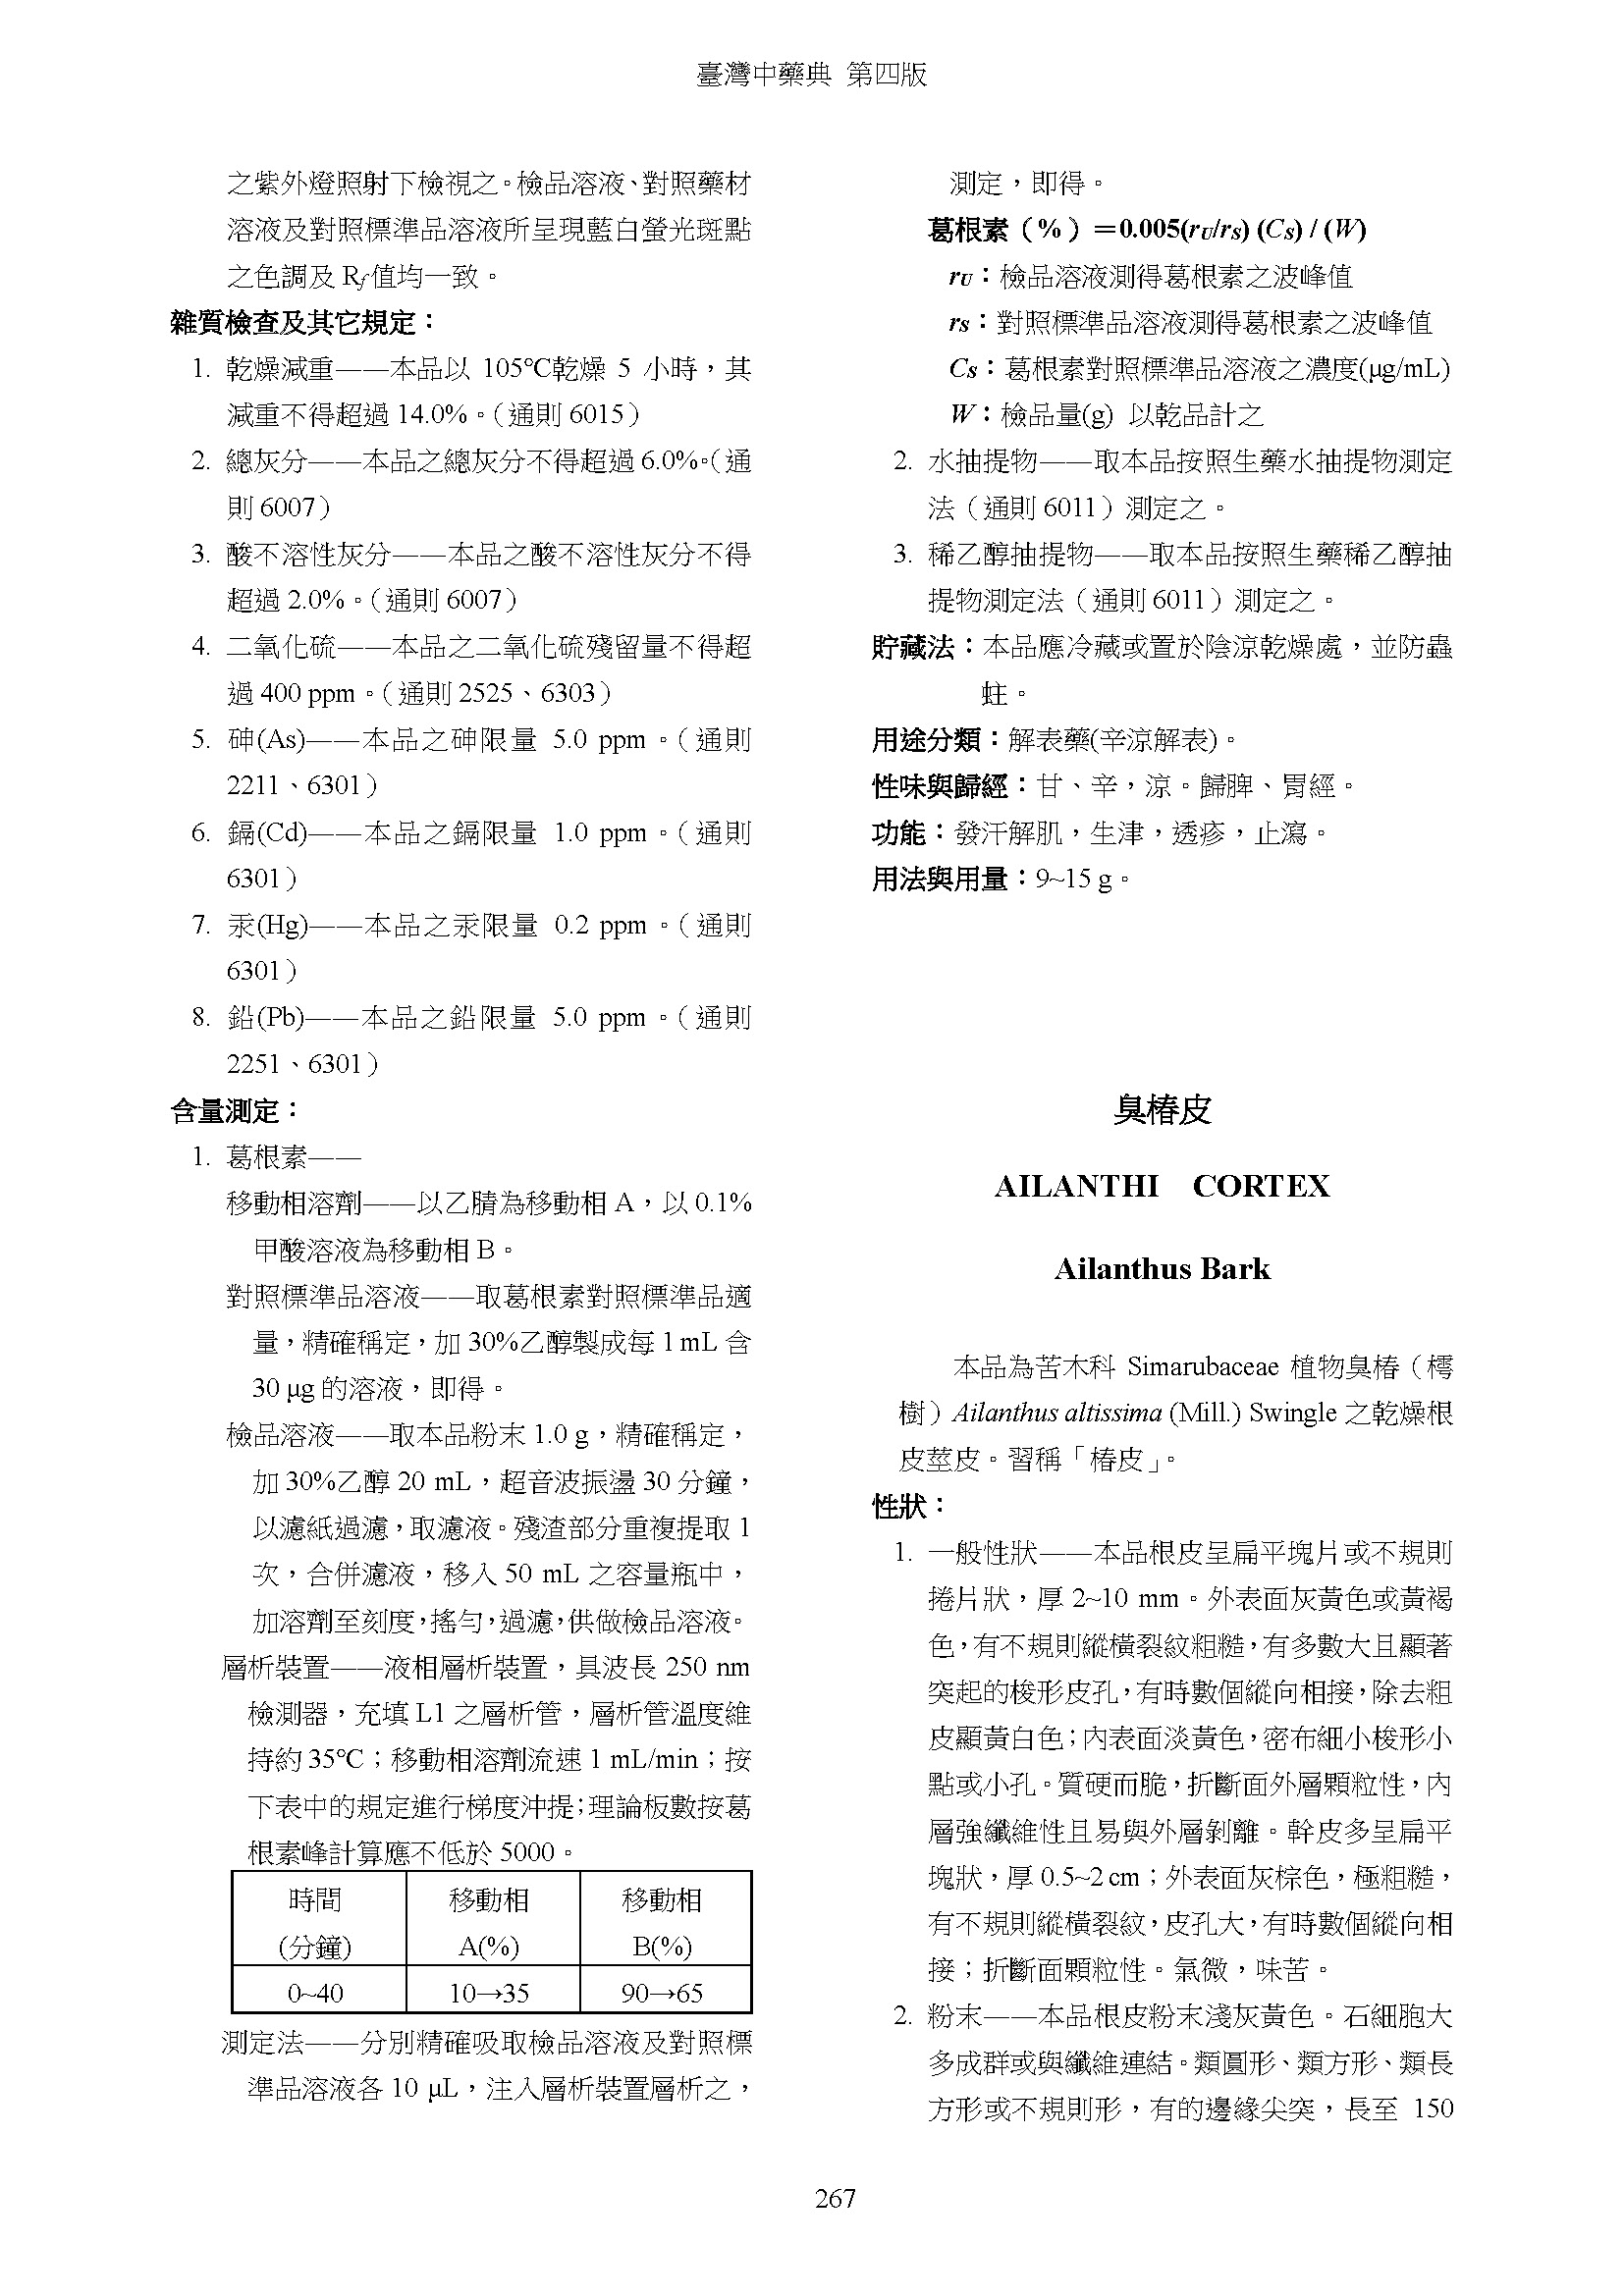 臺灣中藥典 第四版
之紫外燈照射下檢視之。檢品溶液、對照藥材
溶液及對照標準品溶液所呈現藍白螢光斑點
之色調及 Rf值均一致。
雜質檢查及其它規定：
1. 乾燥減重——本品以 105℃乾燥 5 小時，其
減重不得超過 14.0%。（通則 6015）
2. 總灰分——本品之總灰分不得超過 6.0%。（通
則 6007）
3. 酸不溶性灰分——本品之酸不溶性灰分不得
超過 2.0%。（通則 6007）
4. 二氧化硫——本品之二氧化硫殘留量不得超
過 400 ppm。（通則 2525、6303）
5. 砷(As)——本品之砷限量 5.0 ppm。（通則
2211、6301）
6. 鎘(Cd)——本品之鎘限量 1.0 ppm。（通則
6301）
7. 汞(Hg)——本品之汞限量 0.2 ppm。（通則
6301）
8. 鉛(Pb)——本品之鉛限量 5.0 ppm。（通則
2251、6301）
含量測定：
1. 葛根素——
移動相溶劑——以乙腈為移動相 A，以 0.1%
甲酸溶液為移動相 B。
對照標準品溶液——取葛根素對照標準品適
量，精確稱定，加 30%乙醇製成每 1 mL 含
30 μg 的溶液，即得。
檢品溶液——取本品粉末 1.0 g，精確稱定，
加 30%乙醇 20 mL，超音波振盪 30 分鐘，
以濾紙過濾，取濾液。殘渣部分重複提取 1
次，合併濾液，移入 50 mL 之容量瓶中，
加溶劑至刻度，搖勻，過濾，供做檢品溶液。
層析裝置——液相層析裝置，具波長 250 nm
檢測器，充填 L1 之層析管，層析管溫度維
持約 35℃；移動相溶劑流速 1 mL/min；按
下表中的規定進行梯度沖提；理論板數按葛
根素峰計算應不低於 5000。
時間 移動相 移動相
(分鐘) A(%) B(%)
0~40 10→35 90→65
測定法——分別精確吸取檢品溶液及對照標
準品溶液各 10 μL，注入層析裝置層析之，
測定，即得。
葛根素（%）＝0.005(rU/rS) (CS) / (W)
rU：檢品溶液測得葛根素之波峰值
rS：對照標準品溶液測得葛根素之波峰值
CS：葛根素對照標準品溶液之濃度(μg/mL)
W：檢品量(g) 以乾品計之
2. 水抽提物——取本品按照生藥水抽提物測定
法（通則 6011）測定之。
3. 稀乙醇抽提物——取本品按照生藥稀乙醇抽
提物測定法（通則 6011）測定之。
貯藏法：本品應冷藏或置於陰涼乾燥處，並防蟲
蛀。
用途分類：解表藥(辛涼解表)。
性味與歸經：甘、辛，涼。歸脾、胃經。
功能：發汗解肌，生津，透疹，止瀉。
用法與用量：9~15 g。
臭椿皮
AILANTHI CORTEX
Ailanthus Bark
本品為苦木科 Simarubaceae 植物臭椿（樗
樹）Ailanthus altissima (Mill.) Swingle 之乾燥根
皮莖皮。習稱「椿皮」。
性狀：
1. 一般性狀——本品根皮呈扁平塊片或不規則
捲片狀，厚 2~10 mm。外表面灰黃色或黃褐
色，有不規則縱橫裂紋粗糙，有多數大且顯著
突起的梭形皮孔，有時數個縱向相接，除去粗
皮顯黃白色；內表面淡黃色，密布細小梭形小
點或小孔。質硬而脆，折斷面外層顆粒性，內
層強纖維性且易與外層剝離。幹皮多呈扁平
塊狀，厚 0.5~2 cm；外表面灰棕色，極粗糙，
有不規則縱橫裂紋，皮孔大，有時數個縱向相
接；折斷面顆粒性。氣微，味苦。
2. 粉末——本品根皮粉末淺灰黃色。石細胞大
多成群或與纖維連結。類圓形、類方形、類長
方形或不規則形，有的邊緣尖突，長至 150
267